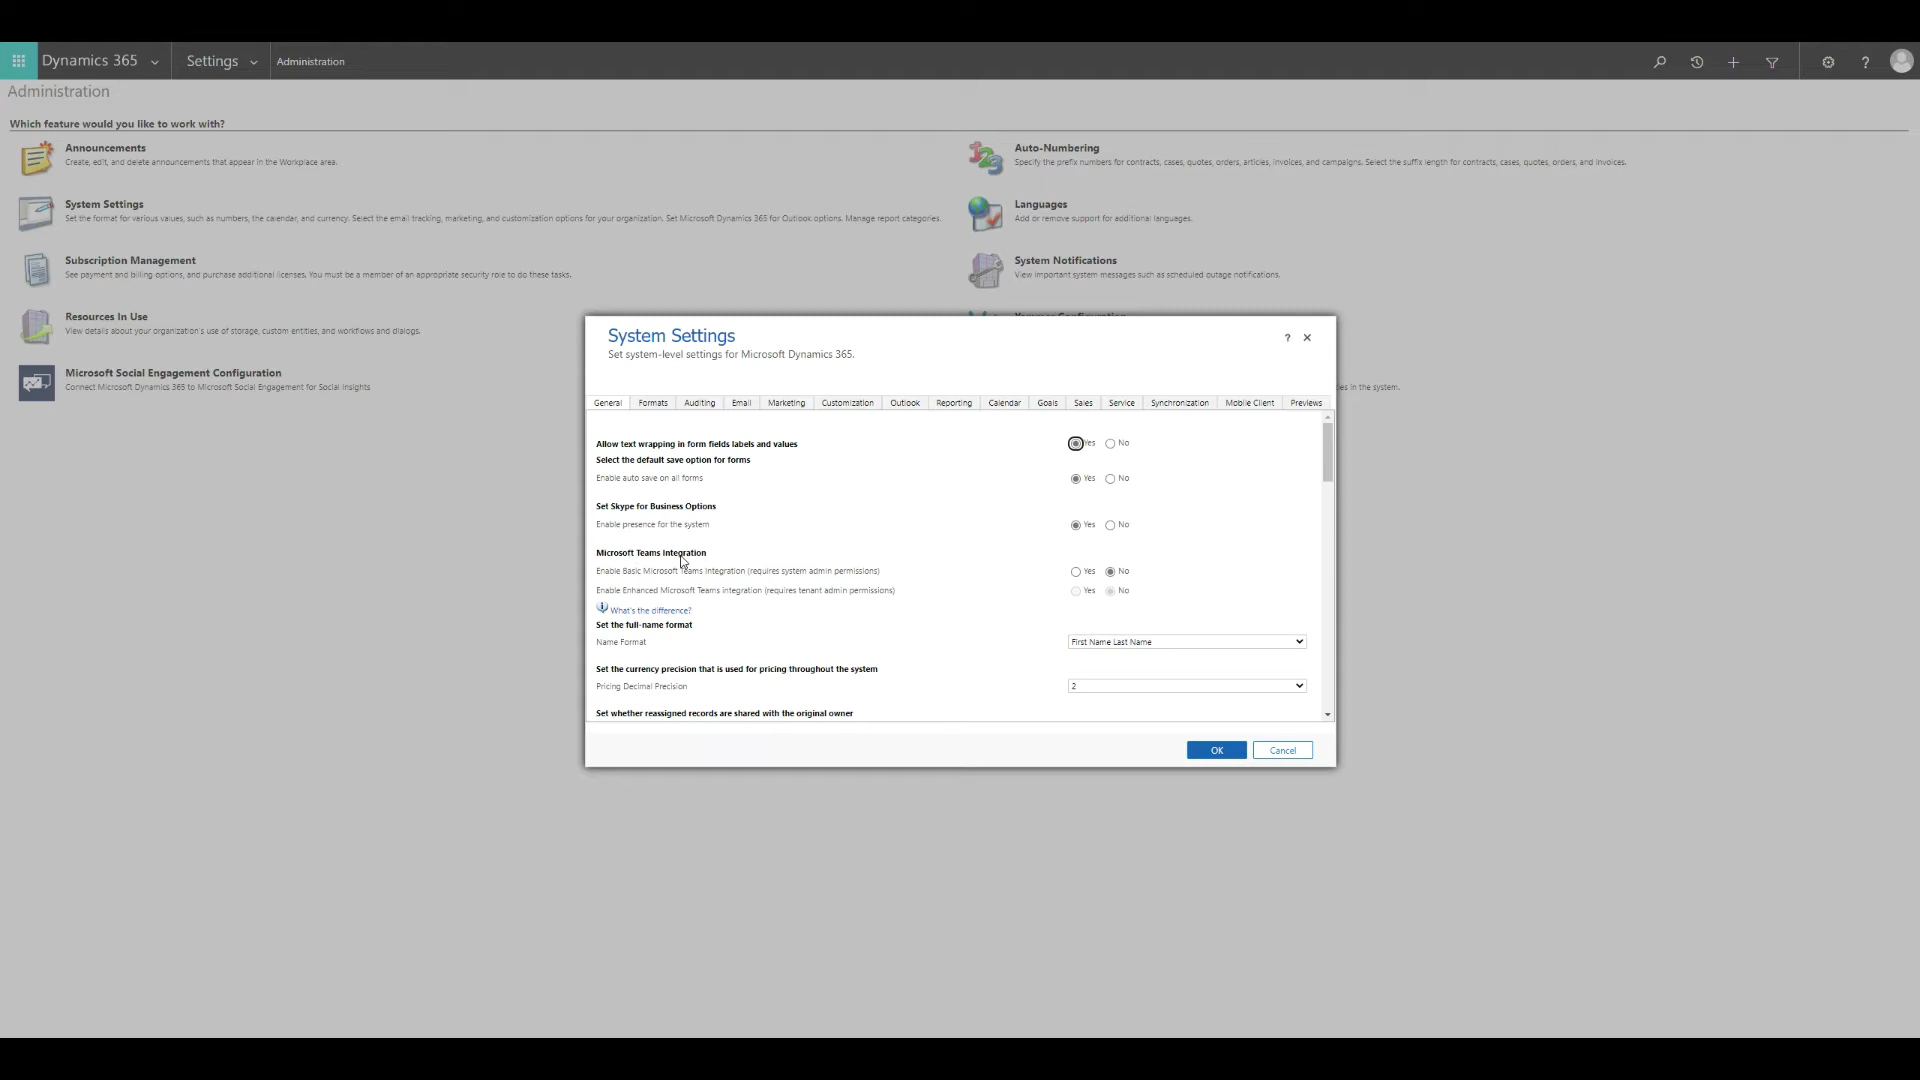 Dynamics 365 Settings Administration
Administration
Which feature would you like to work with?
Announcements
Create, edit, and delete announcements that appear in the Workplace area.
Auto-Numbering
Specify the prefix numbers for contracts, cases, quotes, orders, articles, invoices, and campaigns. Select the suffix length for contracts, cases, quotes, orders, and invoices.
System Settings
Set the format for various values, such as numbers, the calendar, and currency. Select the email tracking, marketing, and customization options for your organization. Set Microsoft Dynamics 365 for Outlook options. Manage report categories.
Languages
Add or remove support for additional languages.
Subscription Management
See payment and billing options, and purchase additional licenses. You must be a member of an appropriate security role to do these tasks.
System Notifications
View important system messages such as scheduled outage notifications.
Resources In Use
View details about your organization's use of storage, custom entities, and workflows and dialogs.
Microsoft Social Engagement Configuration
Connect Microsoft Dynamics 365 to Microsoft Social Engagement for Social Insights
in the system.
System Settings
? ×
Set system-level settings for Microsoft Dynamics 365.
General Formats Auditing Email Marketing Customization Outlook Reporting Calendar Goals Sales Service Synchronization Mobile Client Previews
Allow text wrapping in form fields labels and values Yes No
Select the default save option for forms
Enable auto save on all forms Yes No
Set Skype for Business Options
Enable presence for the system Yes No
Microsoft Teams Integration
Enable Basic Microsoft Teams Integration (requires system admin permissions) Yes No
Enable Enhanced Microsoft Teams Integration (requires tenant admin permissions) Yes No
What's the difference?
Set the full-name format
Name Format First Name Last Name
Set the currency precision that is used for pricing throughout the system
Pricing Decimal Precision 2
Set whether reassigned records are shared with the original owner
OK Cancel